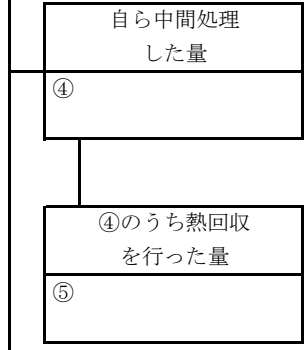 自ら中間処理
した量
④
④のうち熱回収
を行った量
⑤